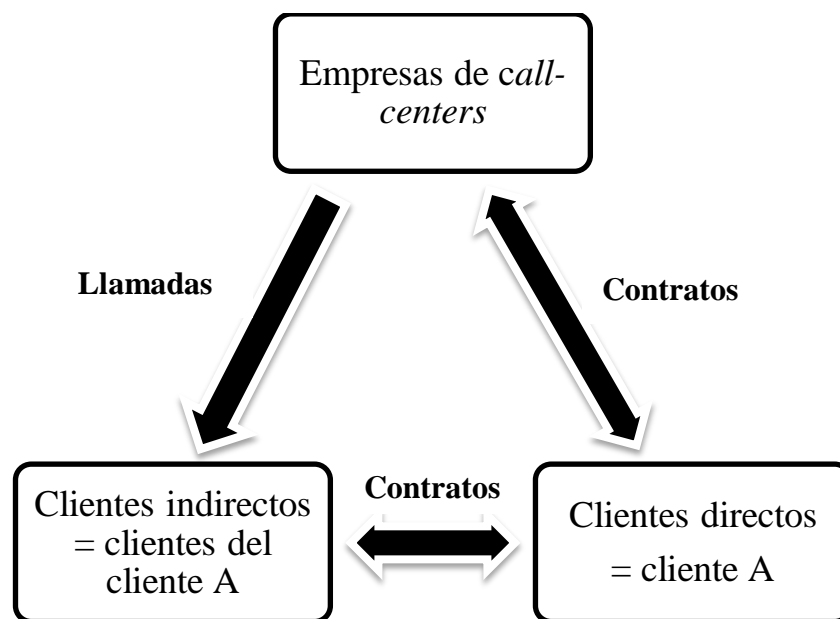 Empresas de call-
centers
Llamadas
Contratos
Contratos
Clientes indirectos
= clientes del
cliente A
Clientes directos
= cliente A